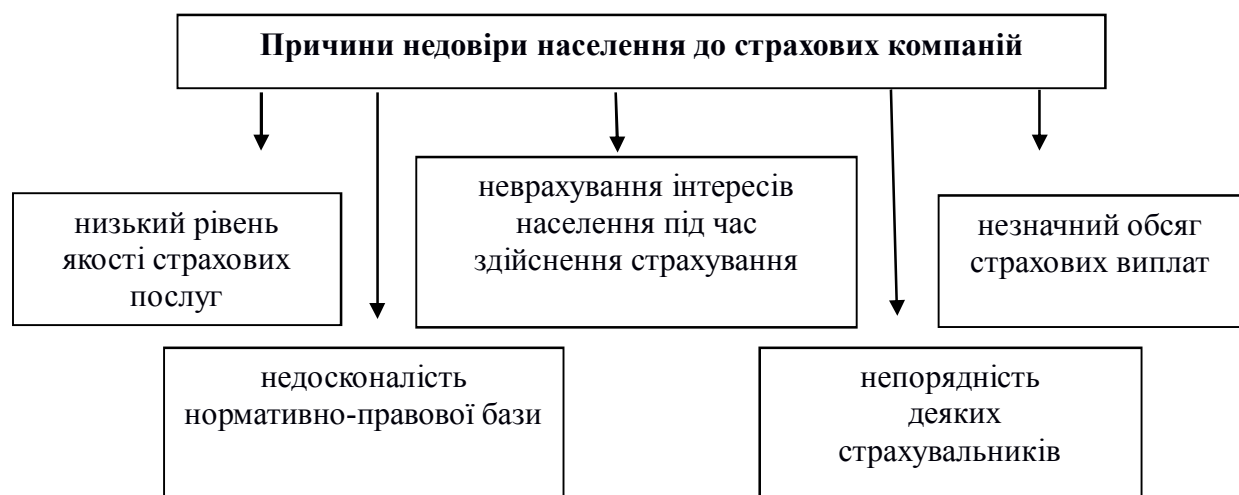 Причини недовіри населення до страхових компаній
низький рівень
якості страхових
послуг
неврахування інтересів
населення під час
здійснення страхування
незначний обсяг
страхових виплат
недосконалість
нормативно-правової бази
непорядність
деяких
страхувальників